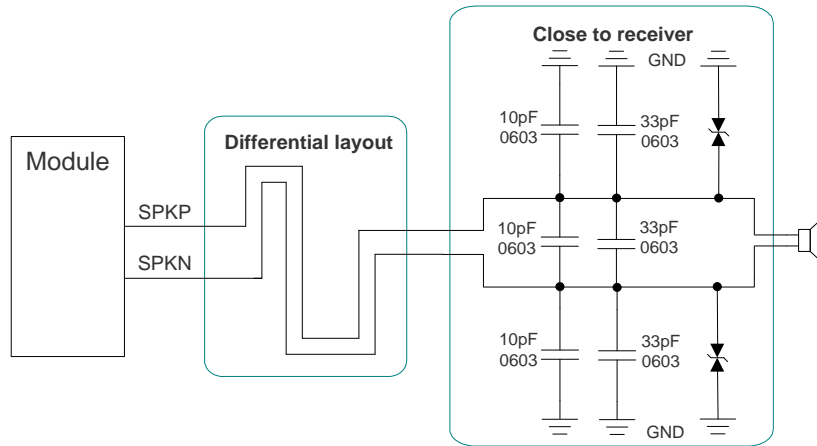 Close to receiver
GND
10pF
0603
33pF
0603
Differential layout
Module
SPKP
SPKN
10pF
0603
33pF
0603
10pF
0603
33pF
0603
GND